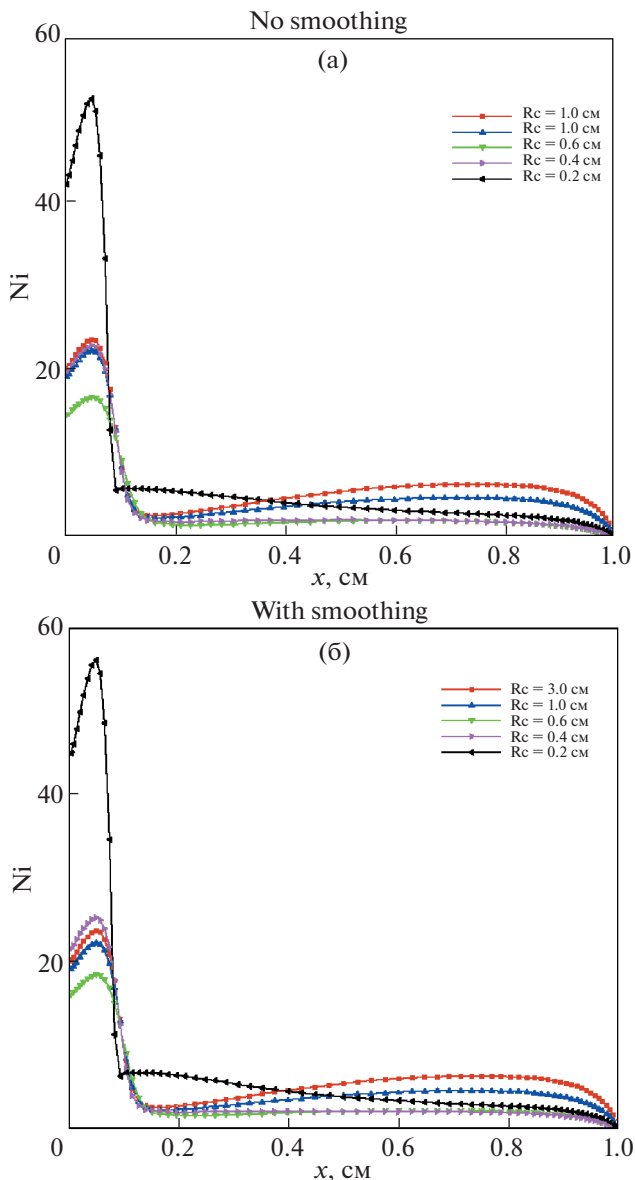 No smoothing
(а)
60
40
20
0
Ni
Rc = 1.0 см
Rc = 1.0 см
Rc = 0.6 см
Rc = 0.4 см
Rc = 0.2 см
0.2
0.4
0.6
0.8
1.0
x, см
With smoothing
(б)
60
40
20
0
Ni
Rc = 3.0 см
Rc = 1.0 см
Rc = 0.6 см
Rc = 0.4 см
Rc = 0.2 см
0.2
0.4
0.6
0.8
1.0
x, см